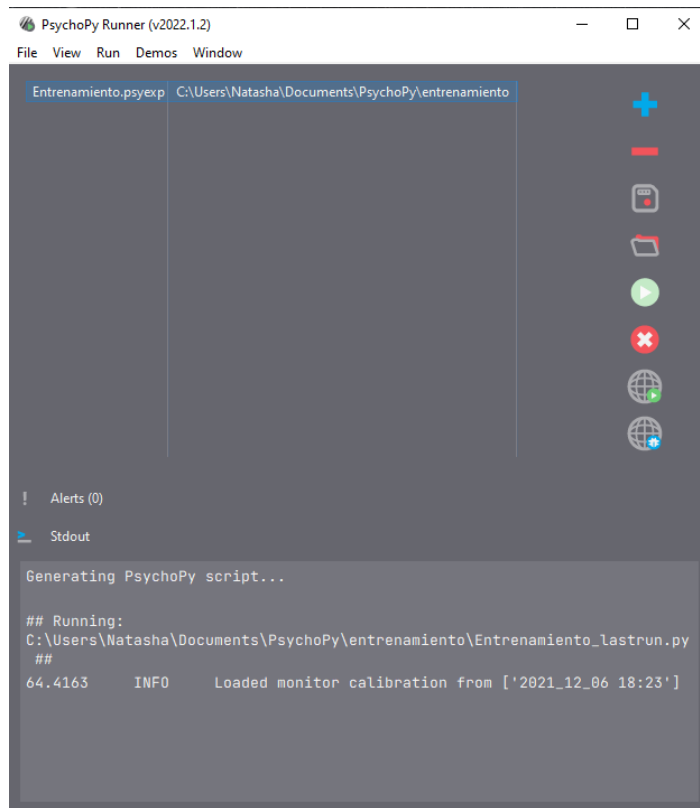 PsychoPy Runner (v2022.1.2)
File View Run Demos Window
Entrenamiento.psyexp C:\Users\Natasha\Documents\PsychoPy\entrenamiento
Alerts (0)
Stdout
Generating PsychoPy script...
## Running:
C:\Users\Natasha\Documents\PsychoPy\entrenamiento\Entrenamiento_lastrun.py
##
64.4163 INFO Loaded monitor calibration from ['2021_12_06 18:23']